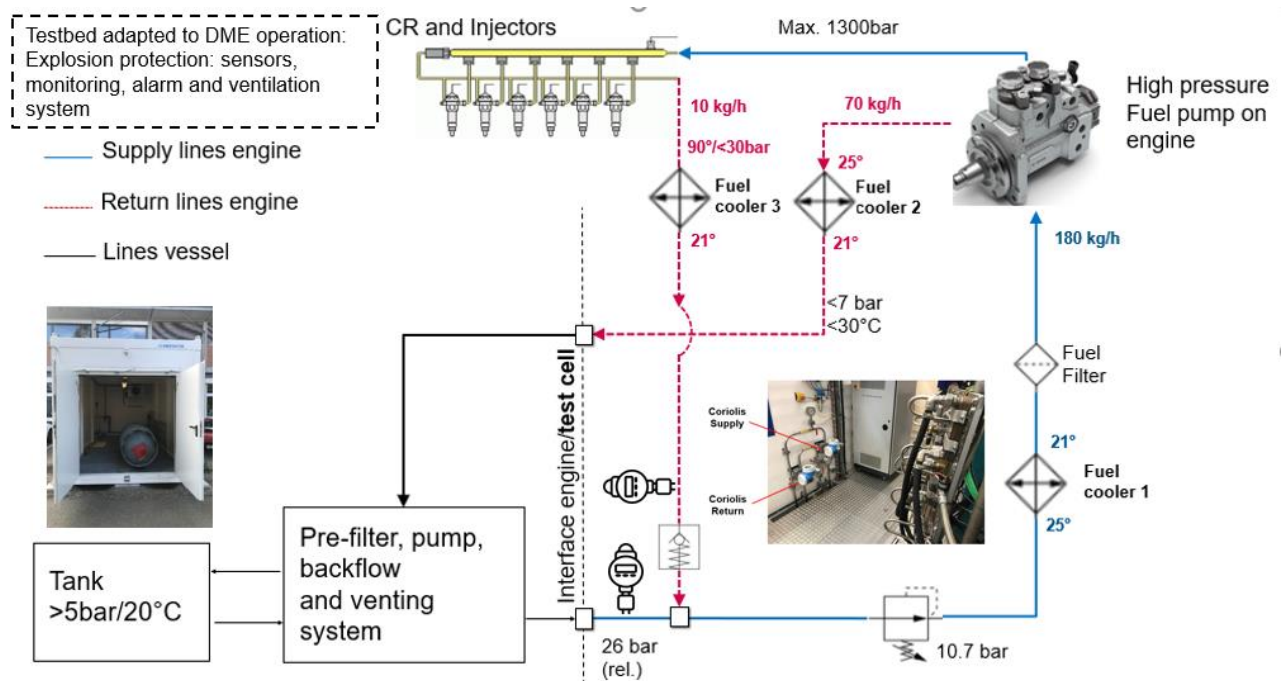 Testbed adapted to DME operation:
Explosion protection: sensors,
monitoring, alarm and ventilation
system
CR and Injectors
Max. 1300bar
High pressure
Fuel pump on
engine
Supply lines engine
Return lines engine
Lines vessel
10 kg/h
90°/<30bar
70 kg/h
25°
Fuel
cooler 3
Fuel
cooler 2
21°
21°
180 kg/h
<7 bar
<30°C
Fuel
Filter
Interface engine/test cell
Coriolis
Supply
Coriolis
Return
21°
Fuel
cooler 1
25°
Tank
>5bar/20°C
Pre-filter, pump,
backflow
and venting
system
26 bar
(rel.)
10.7 bar